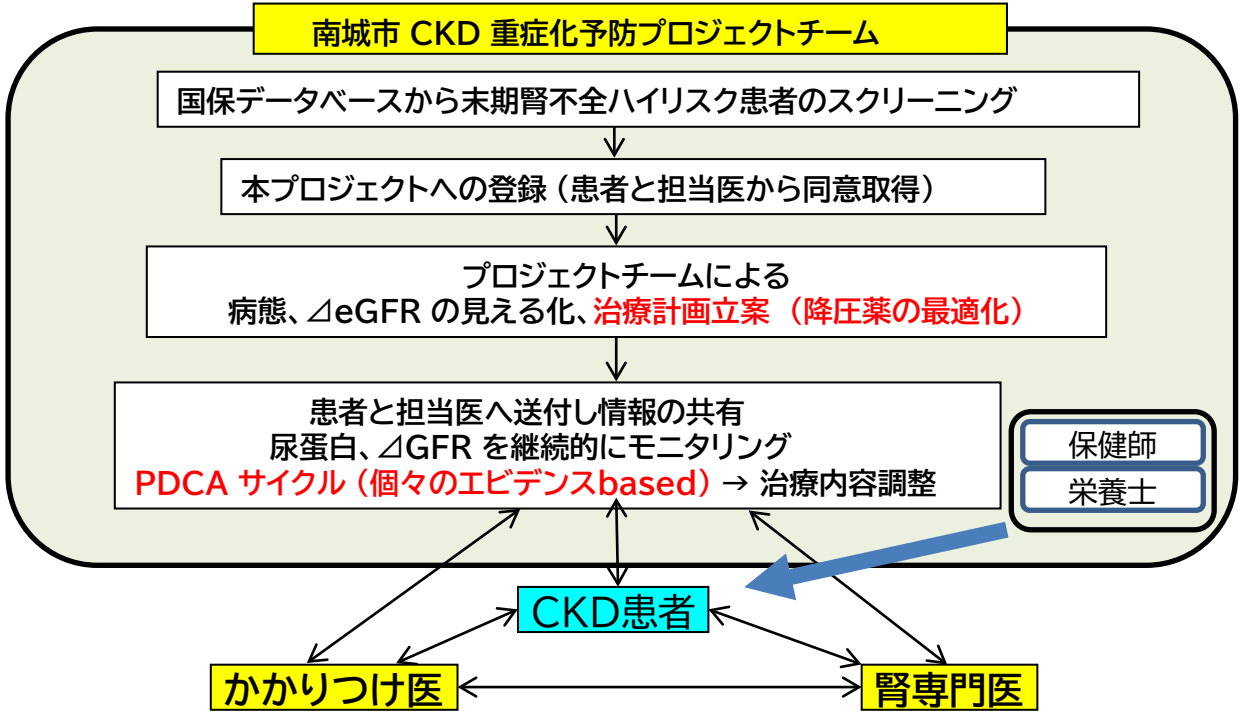 南城市 CKD 重症化予防プロジェクトチーム
国保データベースから末期腎不全ハイリスク患者のスクリーニング
本プロジェクトへの登録（患者と担当医から同意取得）
プロジェクトチームによる
病態、⊿eGFR の見える化、治療計画立案（降圧薬の最適化）
患者と担当医へ送付し情報の共有
尿蛋白、⊿GFR を継続的にモニタリング
PDCA サイクル（個々のエビデンスbased）→ 治療内容調整
保健師
栄養士
CKD患者
かかりつけ医
腎専門医